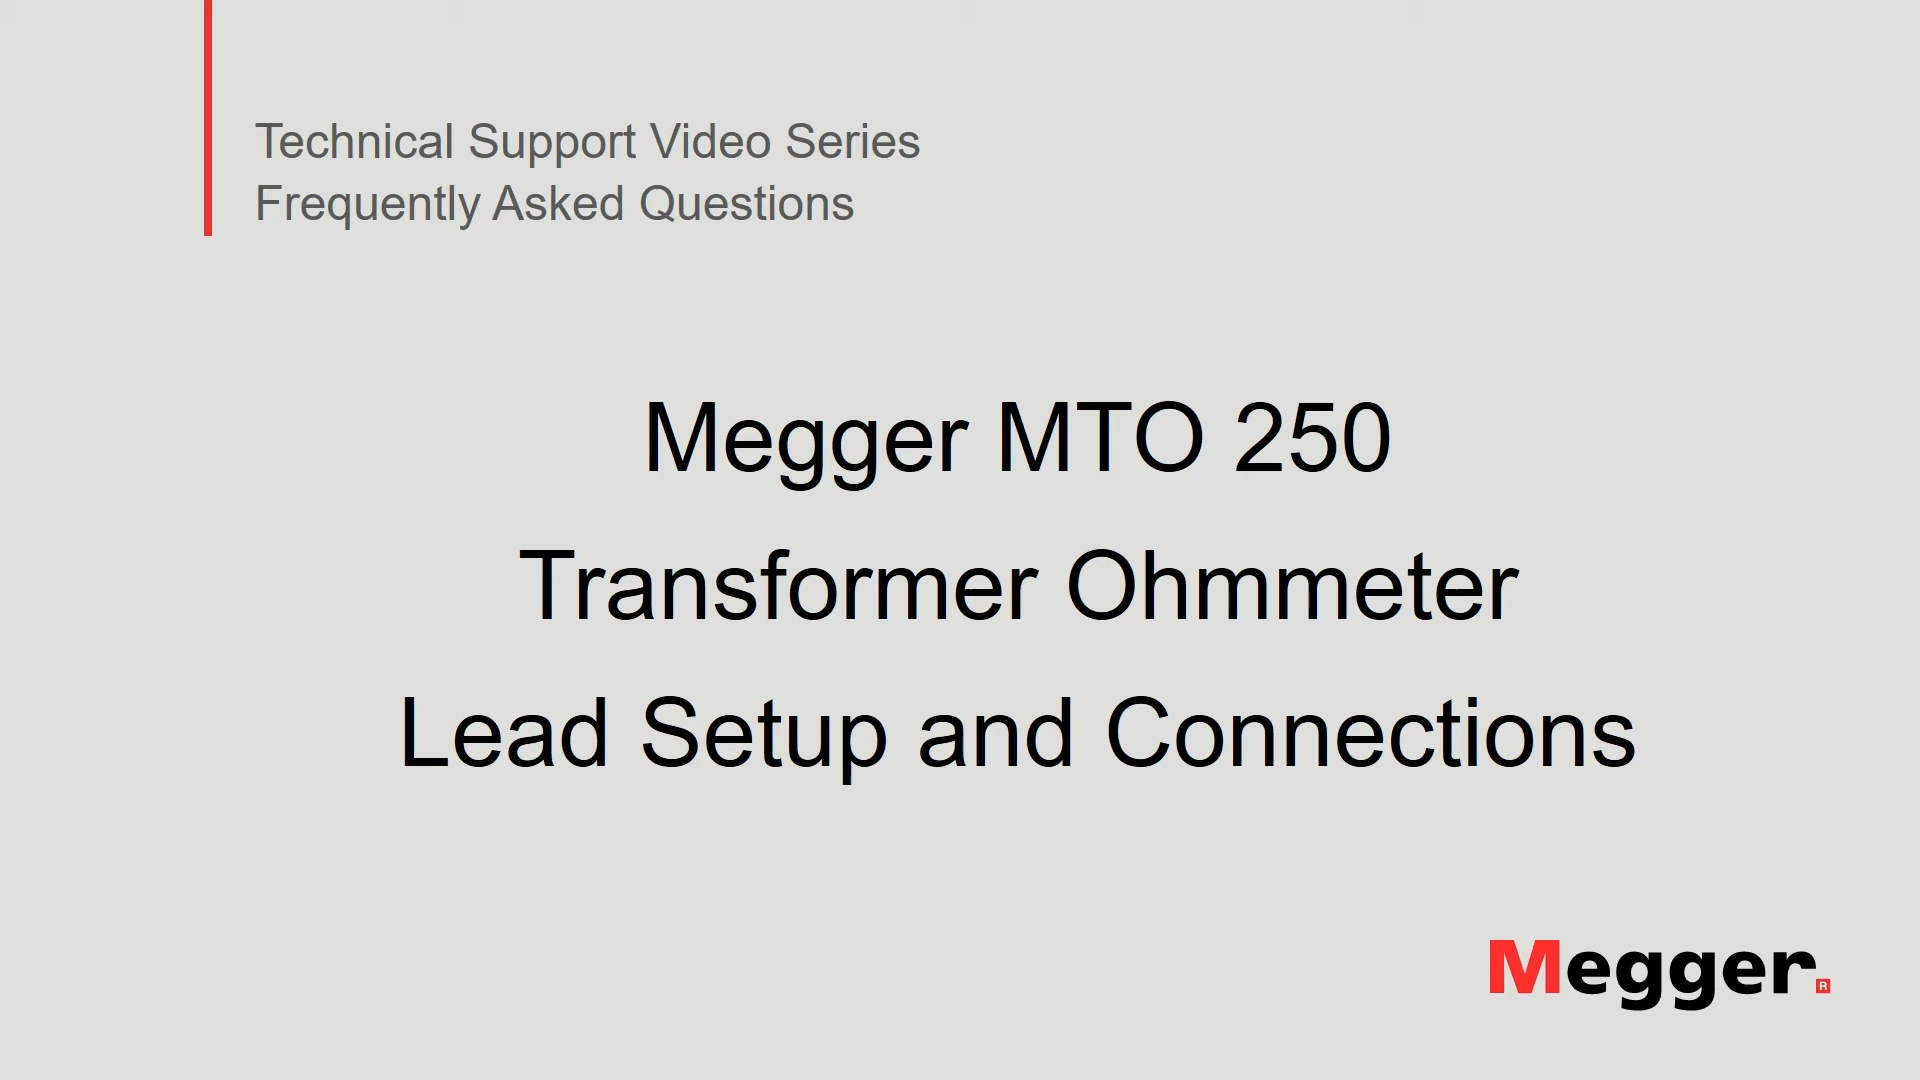 Technical Support Video Series
Frequently Asked Questions
Megger MTO 250
Transformer Ohmmeter
Lead Setup and Connections
Megger.®